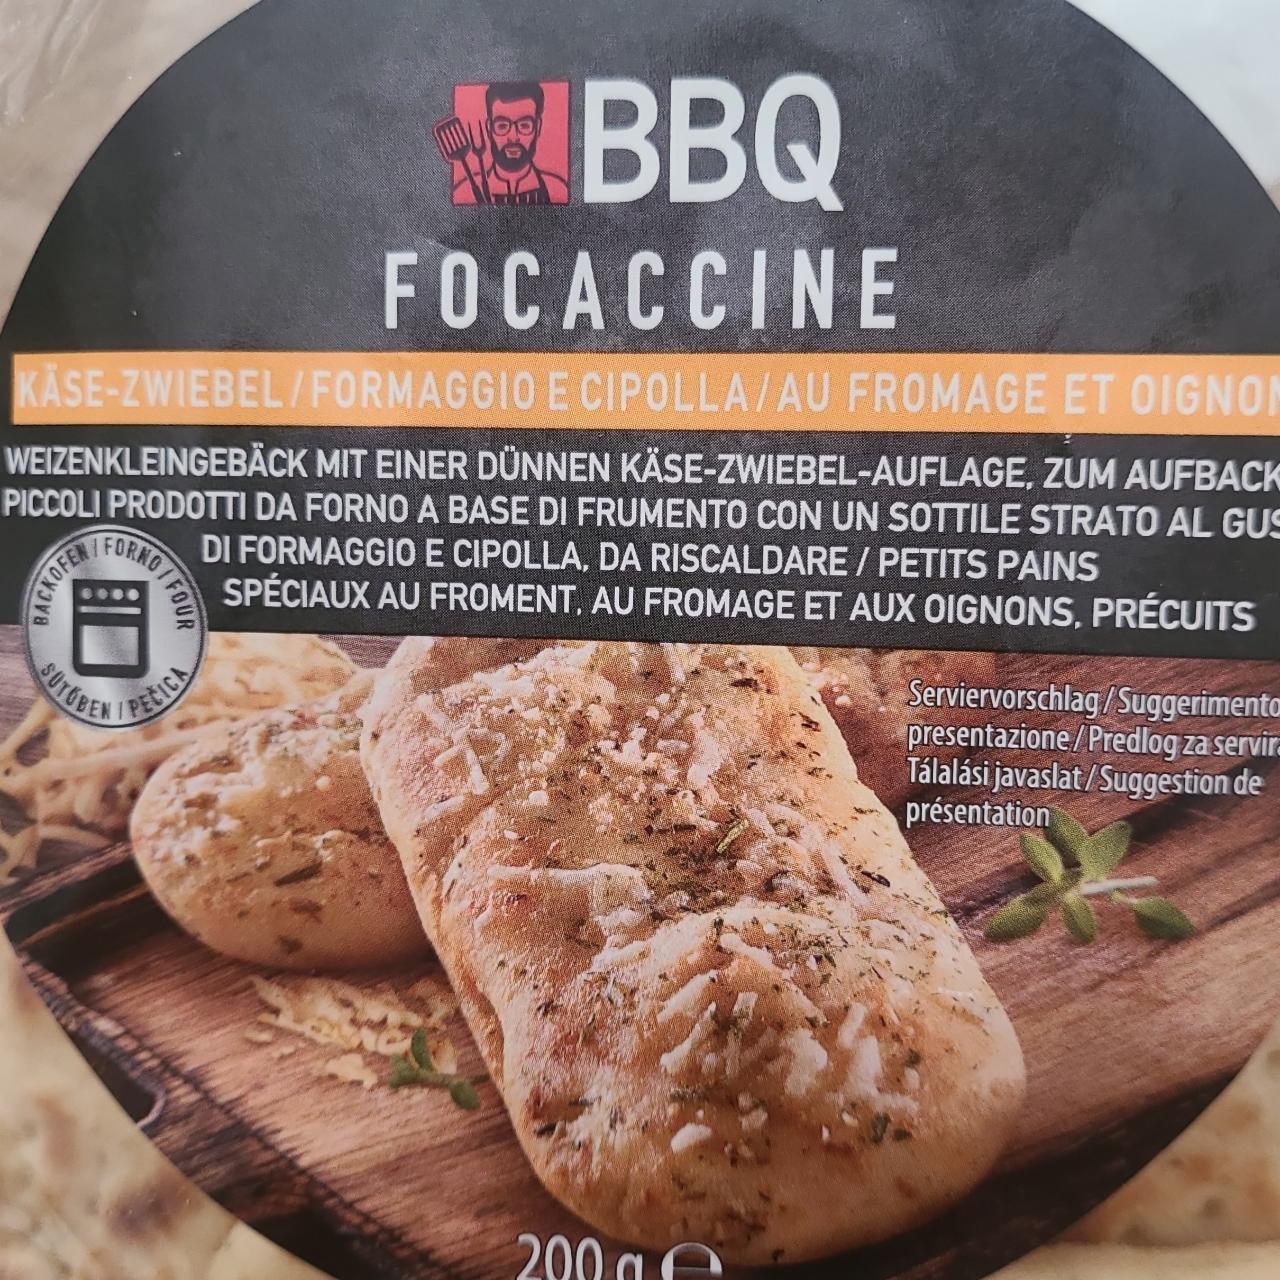 BBQ
FOCACCINE
KÄSE-ZWIEBEL / FORMAGGIO E CIPOLLA / AU FROMAGE ET OIGNON
WEIZENKLEINGEBÄCK MIT EINER DÜNNEN KÄSE-ZWIEBEL-AUFLAGE, ZUM AUFBACK
PICCOLI PRODOTTI DA FORNO A BASE DI FRUMENTO CON UN SOTTILE STRATO AL GUS
DI FORMAGGIO E CIPOLLA, DA RISCALDARE / PETITS PAINS
SPÉCIAUX AU FROMENT, AU FROMAGE ET AUX OIGNONS, PRÉCUITS
BACKOFEN / FORNO / FOUR
SÜTŐBEN / PEČICA
Serviervorschlag / Suggerimento
presentazione / Predlog za servir
Tálalási javaslat / Suggestion de
présentation
200 g e